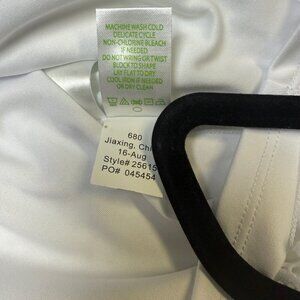 MACHINE WASH COLD
DELICATE CYCLE
NON-CHLORINE BLEACH
IF NEEDED
DO NOT WRING OR TWIST
BLOCK TO SHAPE
LAY FLAT TO DRY
COOL IRON IF NEEDED
OR DRY CLEAN
680
Jiaxing, Chi
16-Aug
Style# 25615
PO# 045454